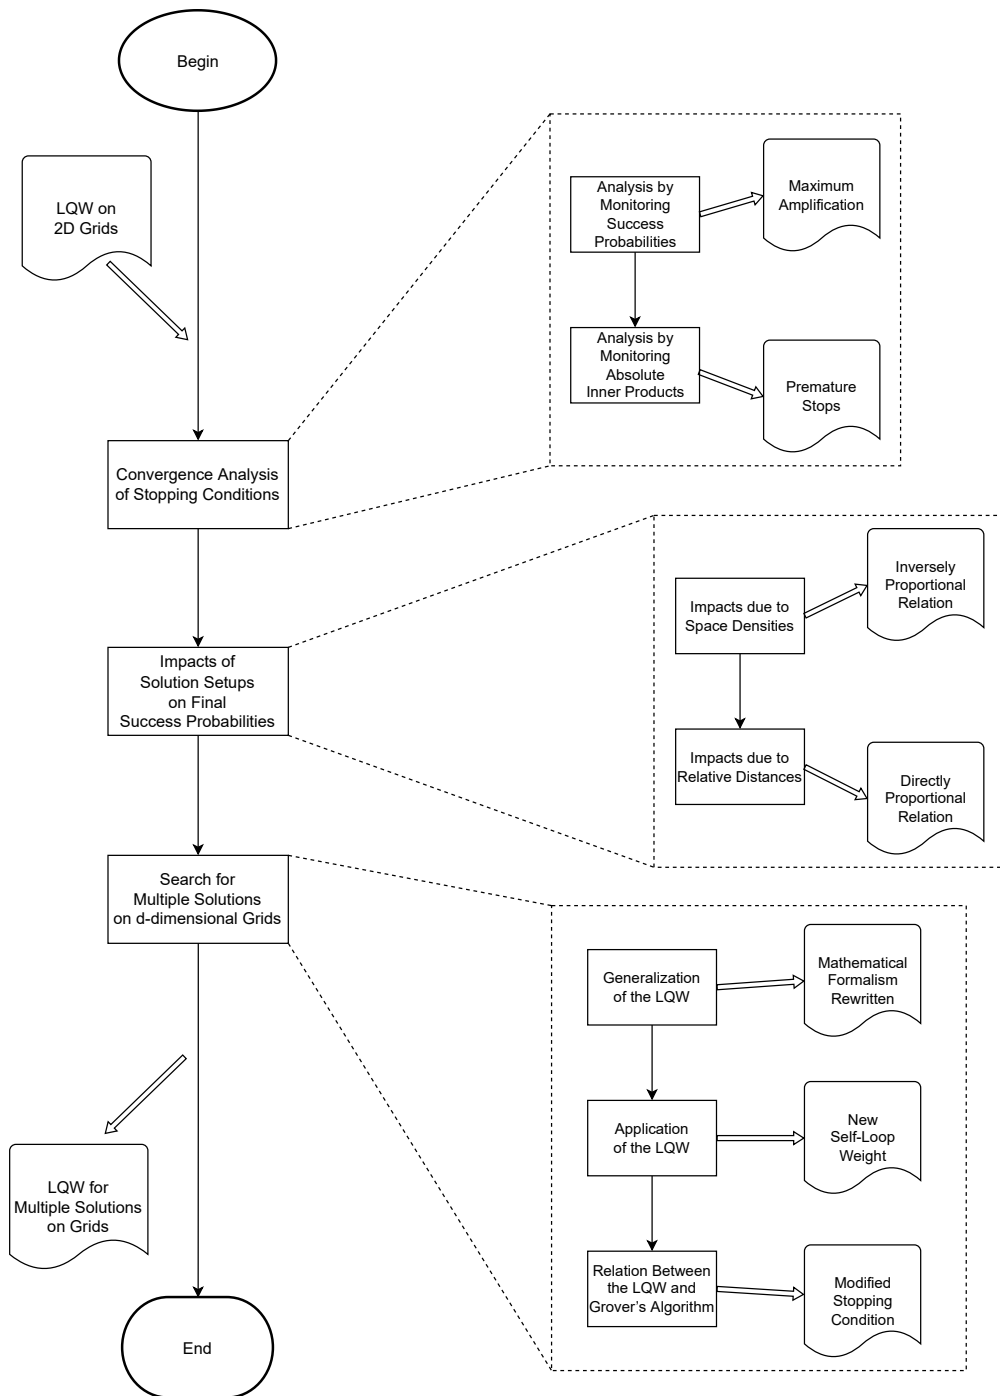 Begin
LQW on
2D Grids
Analysis by
Monitoring
Success
Probabilities
Maximum
Amplification
Analysis by
Monitoring
Absolute
Inner Products
Premature
Stops
Convergence Analysis
of Stopping Conditions
Impacts due to
Space Densities
Inversely
Proportional
Relation
Impacts of
Solution Setups
on Final
Success Probabilities
Impacts due to
Relative Distances
Directly
Proportional
Relation
Search for
Multiple Solutions
on d-dimensional Grids
Generalization
of the LQW
Mathematical
Formalism
Rewritten
Application
of the LQW
New
Self-Loop
Weight
LQW for
Multiple Solutions
on Grids
Relation Between
the LQW and
Grover's Algorithm
Modified
Stopping
Condition
End